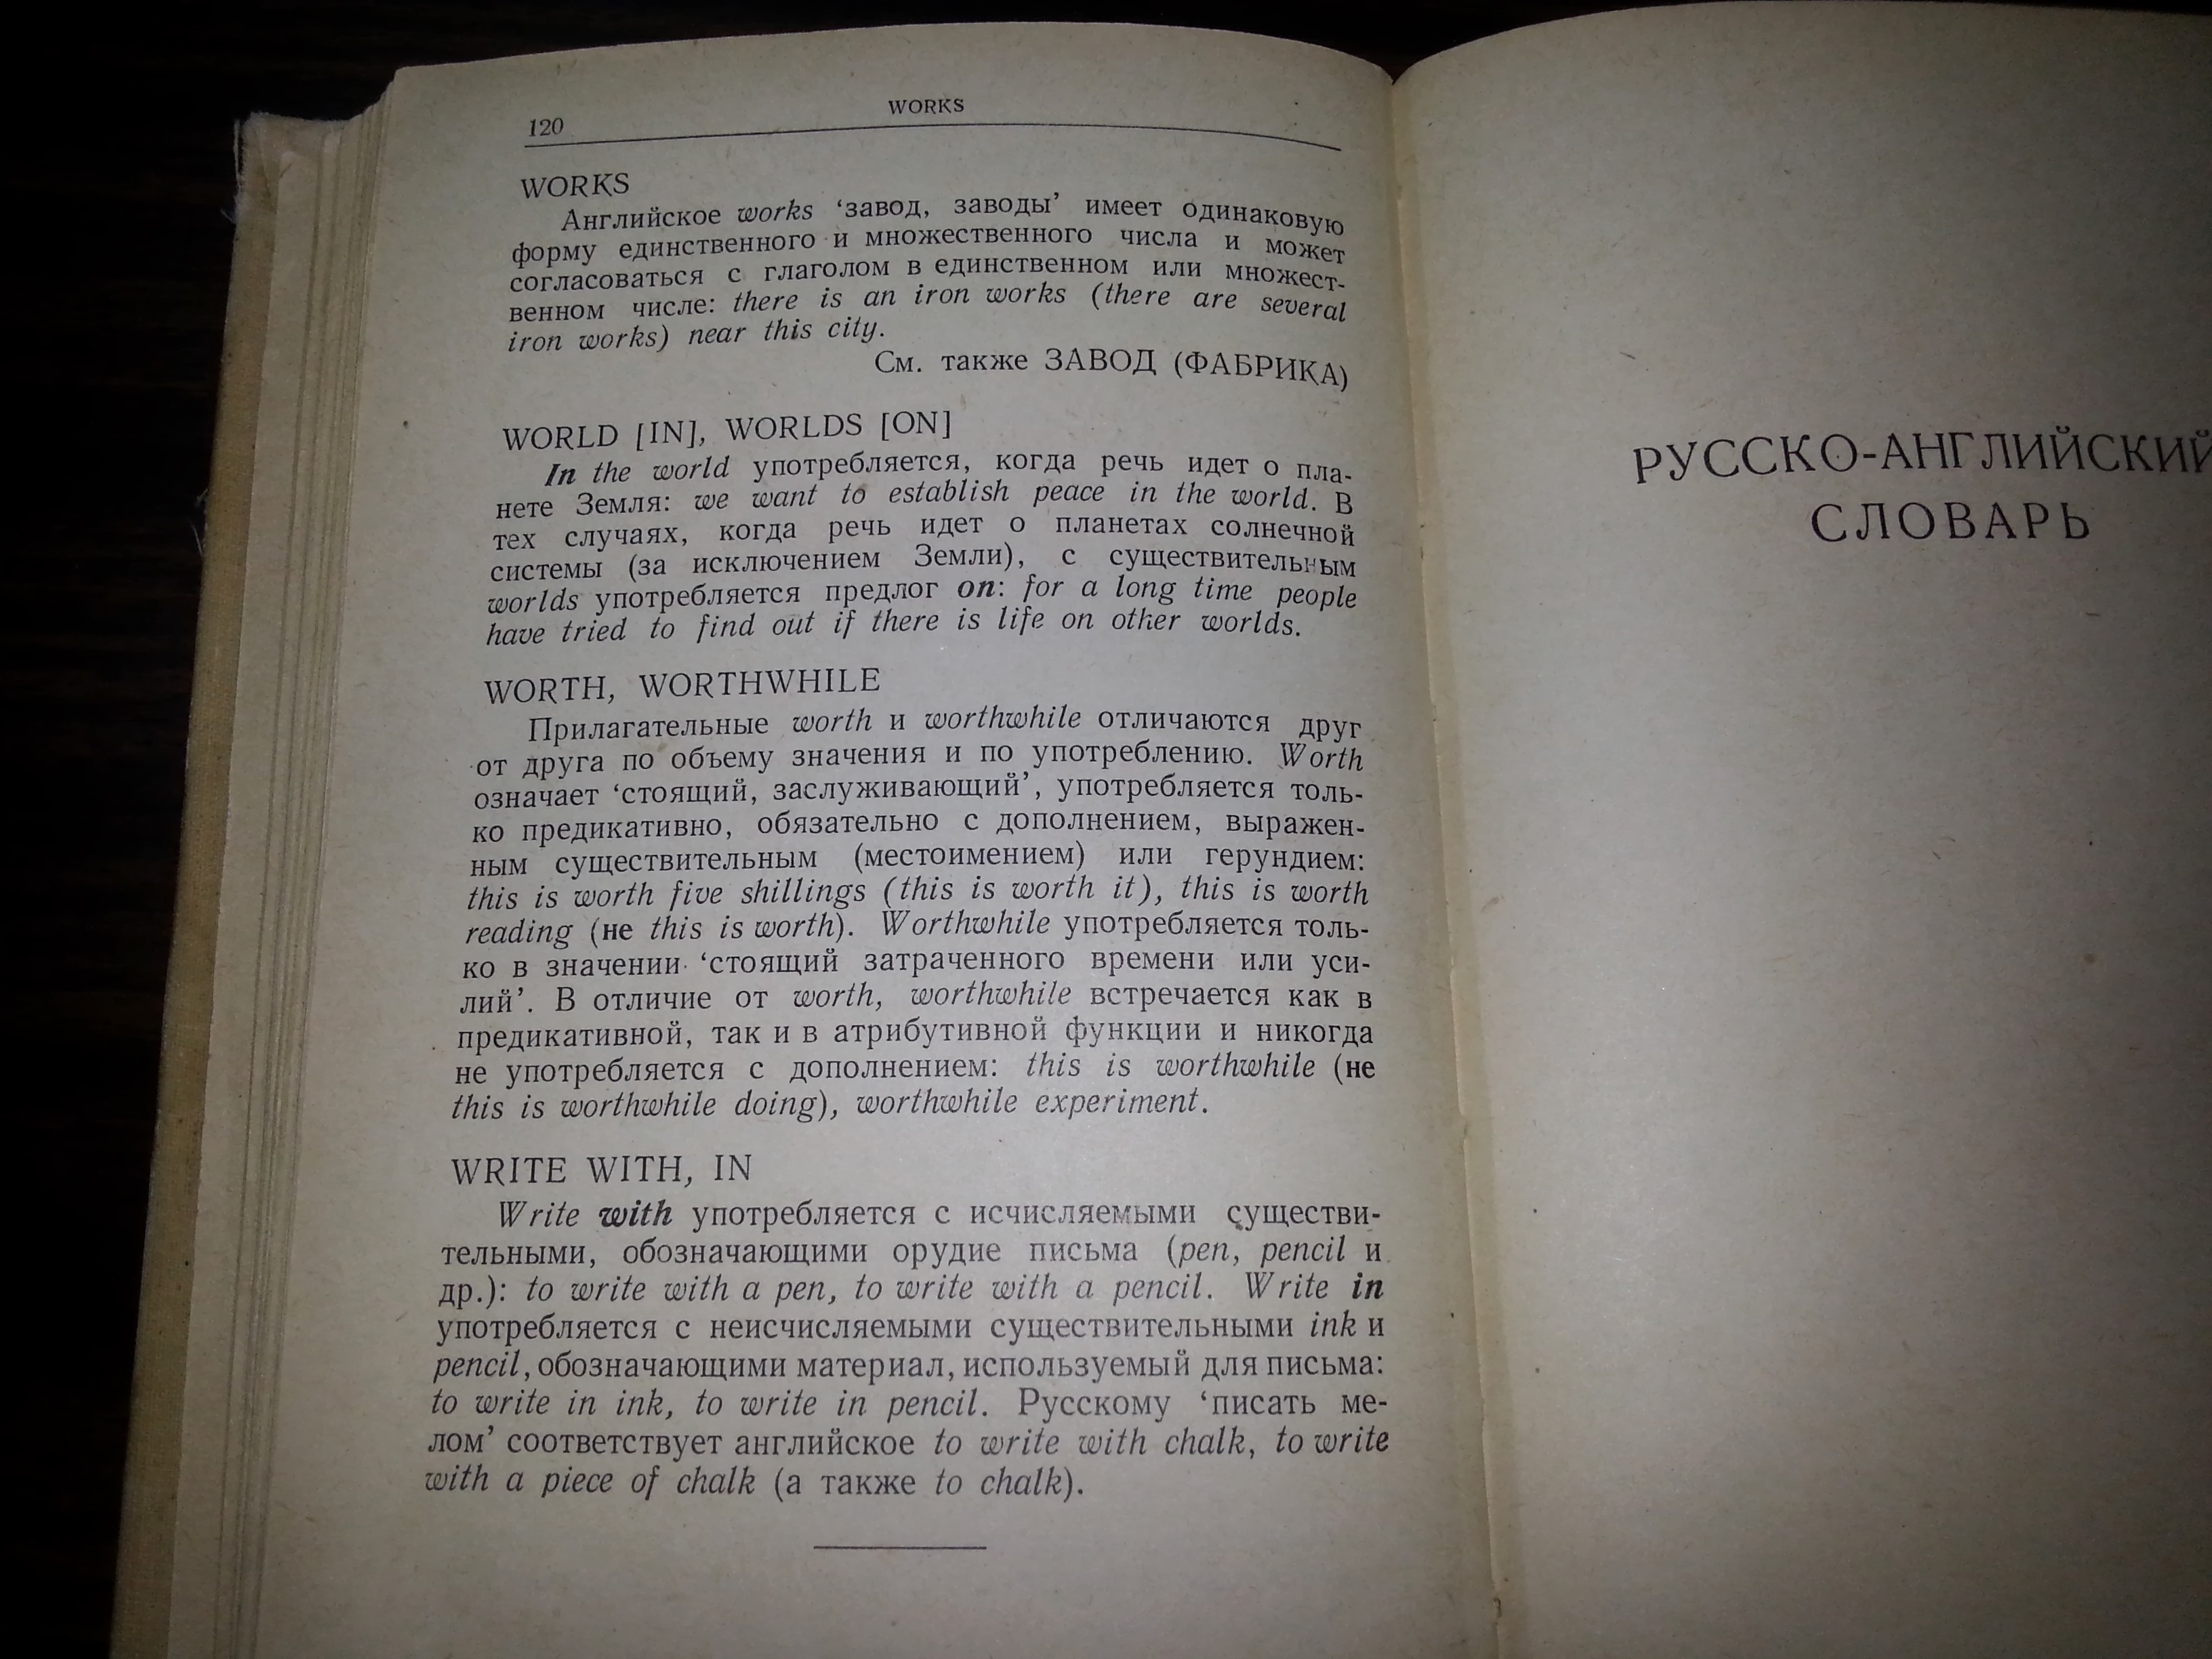 120
WORKS
WORKS
Английское works ‘завод, заводы’ имеет одинаковую
форму единственного и множественного числа и может
согласоваться с глаголом в единственном или множест-
венном числе: there is an iron works (there are several
iron works) near this city.
См. также ЗАВОД (ФАБРИКА)
WORLD [IN], WORLDS [ON]
In the world употребляется, когда речь идет о пла-
нете Земля: we want to establish peace in the world. В
тех случаях, когда речь идет о планетах солнечной
системы (за исключением Земли), с существительным
worlds употребляется предлог on: for a long time people
have tried to find out if there is life on other worlds.
WORTH, WORTHWHILE
Прилагательные worth и worthwhile отличаются друг
от друга по объему значения и по употреблению. Worth
означает ‘стоящий, заслуживающий’, употребляется толь-
ко предикативно, обязательно с дополнением, выражен-
ным существительным (местоимением) или герундием:
this is worth five shillings (this is worth it), this is worth
reading (не this is worth). Worthwhile употребляется толь-
ко в значении ‘стоящий затраченного времени или уси-
лий’. В отличие от worth, worthwhile встречается как в
предикативной, так и в атрибутивной функции и никогда
не употребляется с дополнением: this is worthwhile (не
this is worthwhile doing), worthwhile experiment.
WRITE WITH, IN
Write with употребляется с исчисляемыми существи-
тельными, обозначающими орудие письма (pen, pencil и
др.): to write with a pen, to write with a pencil. Write in
употребляется с неисчисляемыми существительными ink и
pencil, обозначающими материал, используемый для письма:
to write in ink, to write in pencil. Русскому ‘писать ме-
лом’ соответствует английское to write with chalk, to write
with a piece of chalk (а также to chalk).
РУССКО-АНГЛИЙСКИЙ
СЛОВАРЬ